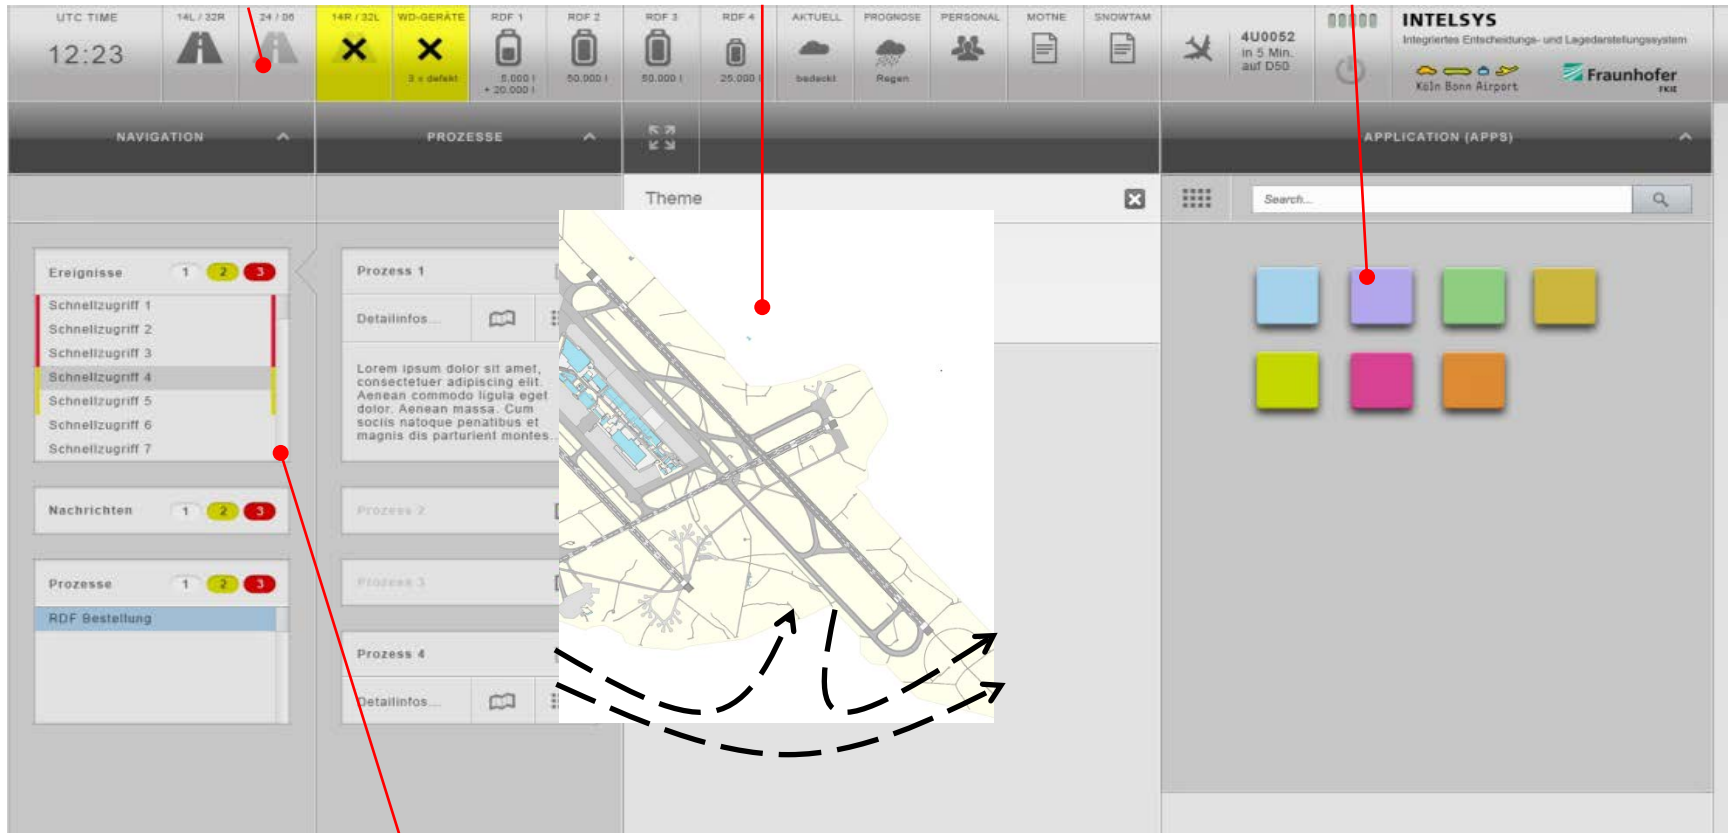 UTC TIME
12:23
14L / 32R
24 / 06
14R / 32L
WD-GERÄTE
3 x defekt
RDF 1
5.000 l
+ 20.000 l
RDF 2
50.000 l
RDF 3
50.000 l
RDF 4
25.000 l
AKTUELL
bedeckt
PROGNOSE
Regen
PERSONAL
MOTNE
SNOWTAM
4U0052
in 5 Min.
auf D50
INTELSYS
Integriertes Entscheidungs- und Lagedarstellungssystem
Köln Bonn Airport
Fraunhofer
FKIE
NAVIGATION
PROZESSE
APPLICATION (APPS)
Theme
Search...
Ereignisse 1 2 3
Schnellzugriff 1
Schnellzugriff 2
Schnellzugriff 3
Schnellzugriff 4
Schnellzugriff 5
Schnellzugriff 6
Schnellzugriff 7
Nachrichten 1 2 3
Prozesse 1 2 3
RDF Bestellung
Prozess 1
Detailinfos...
Lorem ipsum dolor sit amet,
consectetuer adipiscing elit.
Aenean commodo ligula eget
dolor. Aenean massa. Cum
sociis natoque penatibus et
magnis dis parturient montes...
Prozess 2
Prozess 3
Prozess 4
Detailinfos...